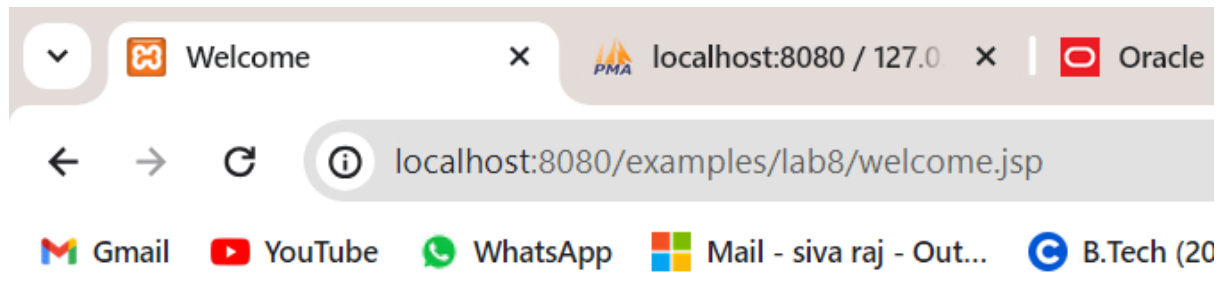 Welcome PMA localhost:8080 / 127.0. Oracle
localhost:8080/examples/lab8/welcome.jsp
Gmail YouTube WhatsApp Mail - siva raj - Out... C B.Tech (20